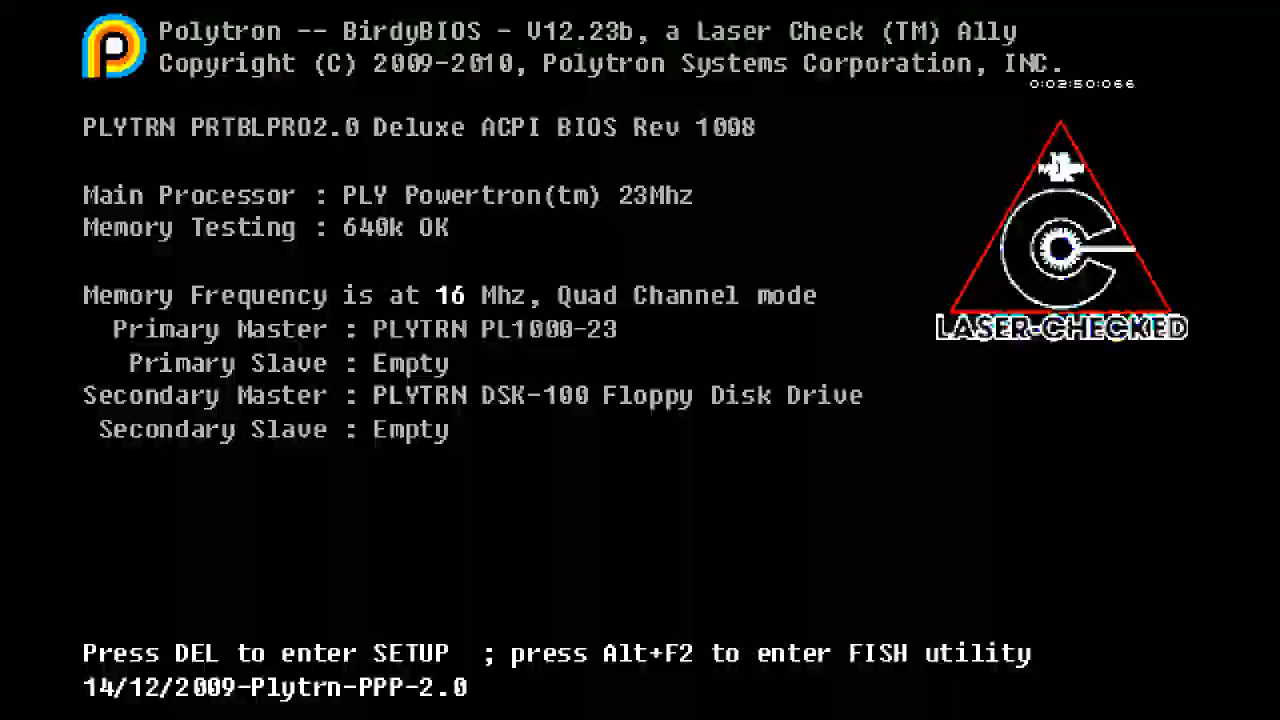 Polytron -- BirdyBIOS - V12.23b, a Laser Check (TM) Ally
Copyright (C) 2009-2010, Polytron Systems Corporation, INC.
0:02:50:066
PLYTRN PRTBLPRO2.0 Deluxe ACPI BIOS Rev 1008
Main Processor : PLY Powertron(tm) 23Mhz
Memory Testing : 640k OK
Memory Frequency is at 16 Mhz, Quad Channel mode
Primary Master : PLYTRN PL1000-23
Primary Slave : Empty
Secondary Master : PLYTRN DSK-100 Floppy Disk Drive
Secondary Slave : Empty
LASER-CHECKED
Press DEL to enter SETUP ; press Alt+F2 to enter FISH utility
14/12/2009-Plytrn-PPP-2.0